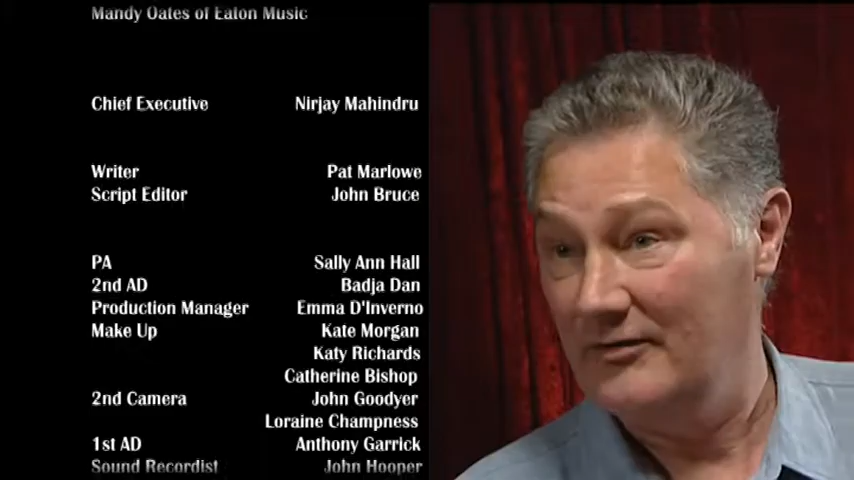 Mandy Oates of Eaton Music
Chief Executive Nirjay Mahindru
Writer Pat Marlowe
Script Editor John Bruce
PA Sally Ann Hall
2nd AD Badja Dan
Production Manager Emma D'Inverno
Make Up Kate Morgan
Katy Richards
Catherine Bishop
2nd Camera John Goodyer
Loraine Champness
1st AD Anthony Garrick
Sound Recordist John Hooper